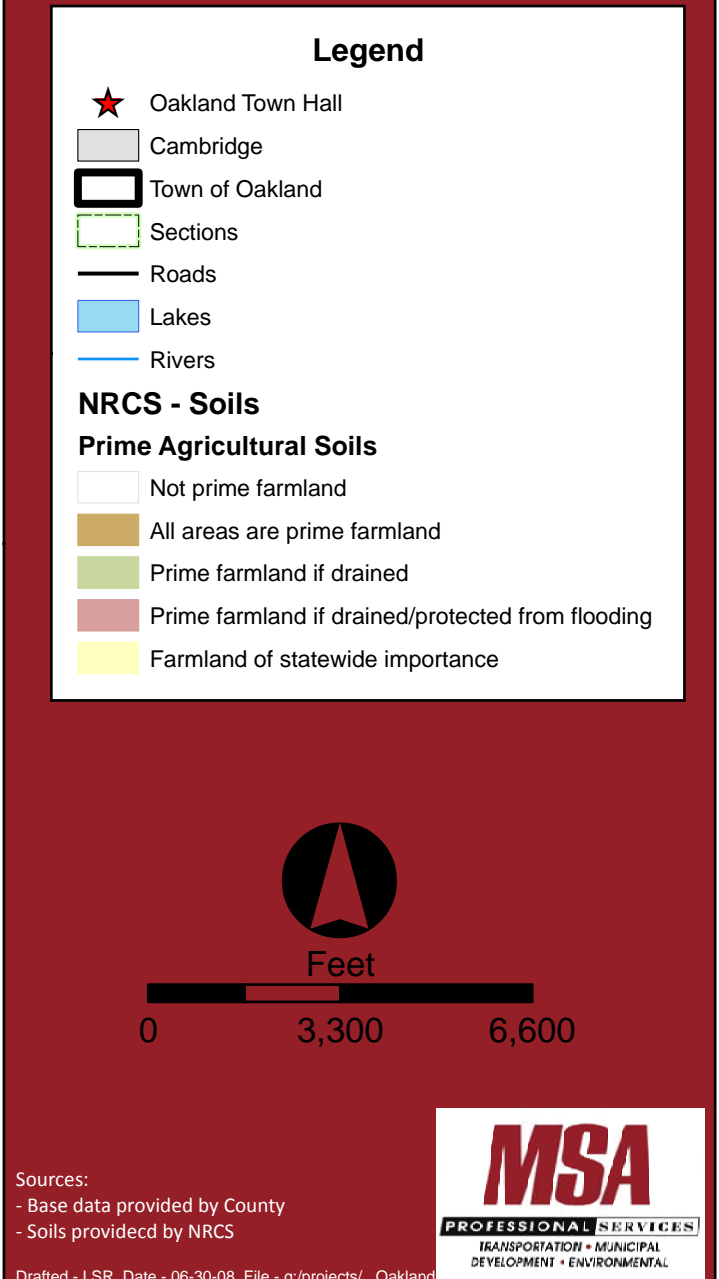 Legend
Oakland Town Hall
Cambridge
Town of Oakland
Sections
Roads
Lakes
Rivers
NRCS - Soils
Prime Agricultural Soils
Not prime farmland
All areas are prime farmland
Prime farmland if drained
Prime farmland if drained/protected from flooding
Farmland of statewide importance
Feet
0 3,300 6,600
Sources:
- Base data provided by County
- Soils providecd by NRCS
Drafted - LSR, Date - 06-30-08, File - g:/projects/...Oakland
MSA
PROFESSIONAL SERVICES
TRANSPORTATION • MUNICIPAL
DEVELOPMENT • ENVIRONMENTAL